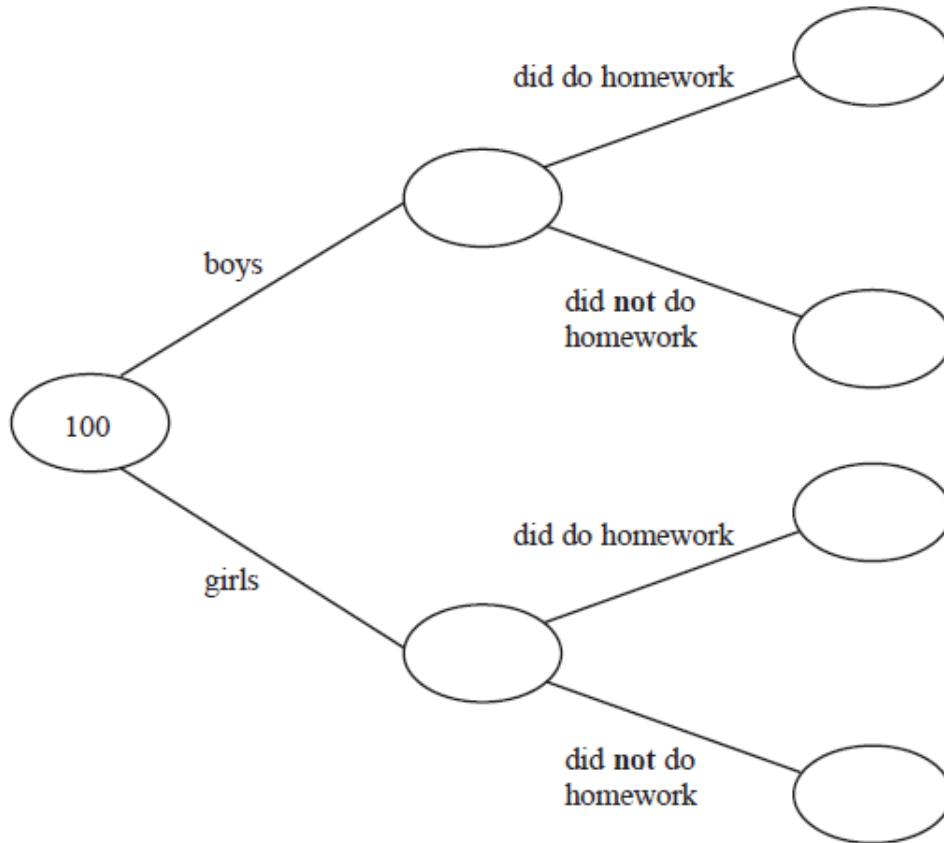 did do homework
boys
did not do
homework
100
did do homework
girls
did not do
homework